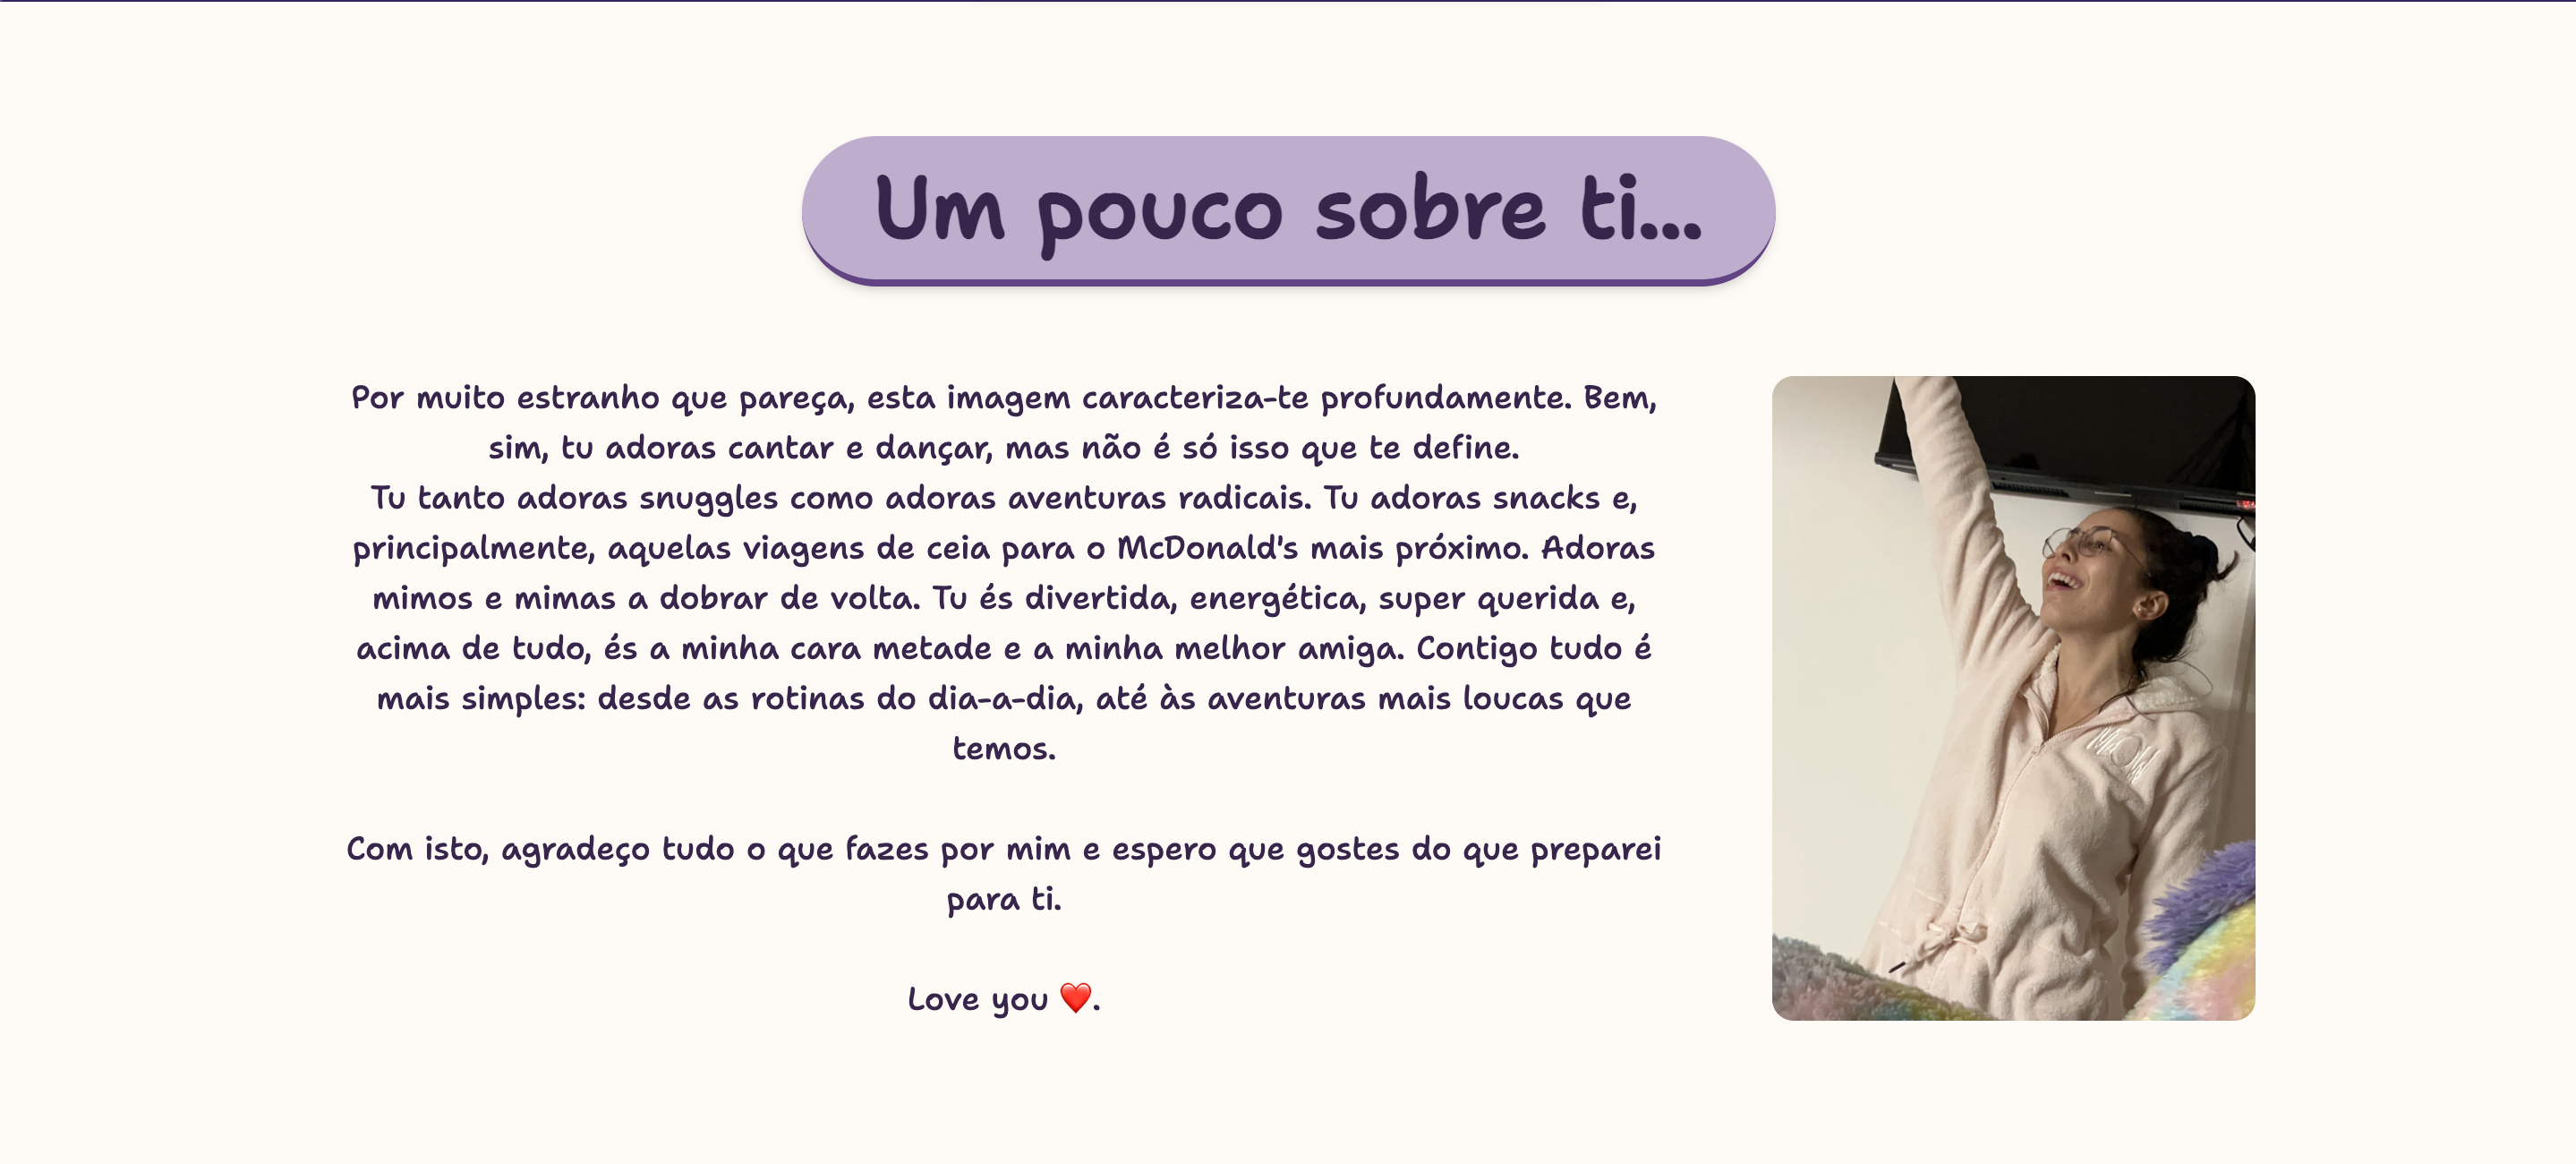 Um pouco sobre ti...
Por muito estranho que pareça, esta imagem caracteriza-te profundamente. Bem,
sim, tu adoras cantar e dançar, mas não é só isso que te define.
Tu tanto adoras snuggles como adoras aventuras radicais. Tu adoras snacks e,
principalmente, aquelas viagens de ceia para o McDonald's mais próximo. Adoras
mimos e mimas a dobrar de volta. Tu és divertida, energética, super querida e,
acima de tudo, és a minha cara metade e a minha melhor amiga. Contigo tudo é
mais simples: desde as rotinas do dia-a-dia, até às aventuras mais loucas que
temos.
Com isto, agradeço tudo o que fazes por mim e espero que gostes do que preparei
para ti.
Love you ❤️.